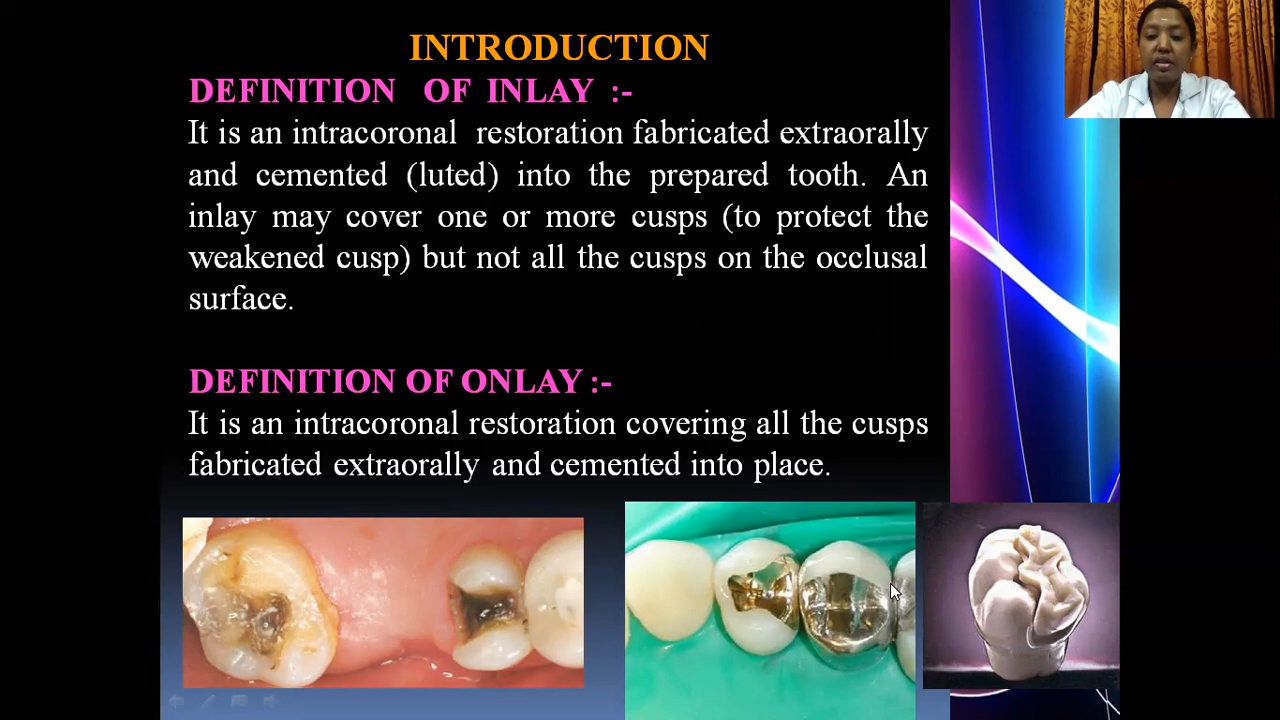 INTRODUCTION
DEFINITION OF INLAY :-
It is an intracoronal restoration fabricated extraorally
and cemented (luted) into the prepared tooth. An
inlay may cover one or more cusps (to protect the
weakened cusp) but not all the cusps on the occlusal
surface.
DEFINITION OF ONLAY :-
It is an intracoronal restoration covering all the cusps
fabricated extraorally and cemented into place.